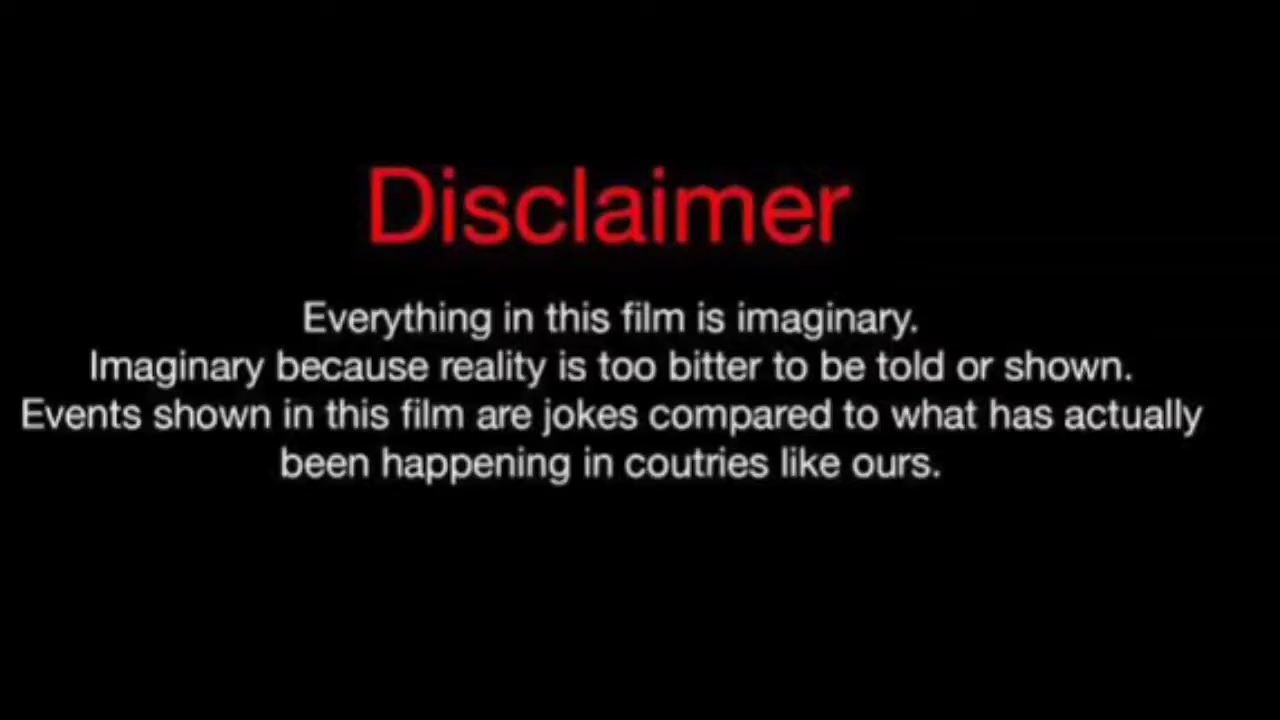 Disclaimer
Everything in this film is imaginary.
Imaginary because reality is too bitter to be told or shown.
Events shown in this film are jokes compared to what has actually
been happening in coutries like ours.